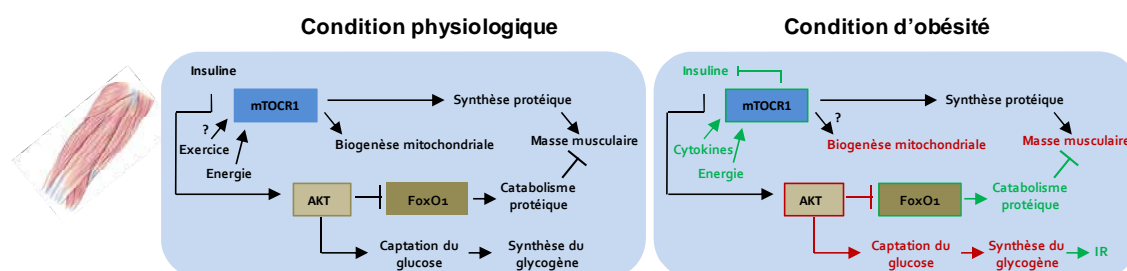 Condition physiologique
Insuline
mTOCR1
Synthèse protéique
?
Exercice
Biogenèse mitochondriale
Masse musculaire
Energie
AKT
FoxO1
Catabolisme
protéique
Captation du
glucose
Synthèse du
glycogène
Condition d’obésité
Insuline
mTOCR1
Synthèse protéique
?
Cytokines
Biogenèse mitochondriale
Masse musculaire
Energie
AKT
FoxO1
Catabolisme
protéique
Captation du
glucose
Synthèse du
glycogène
IR